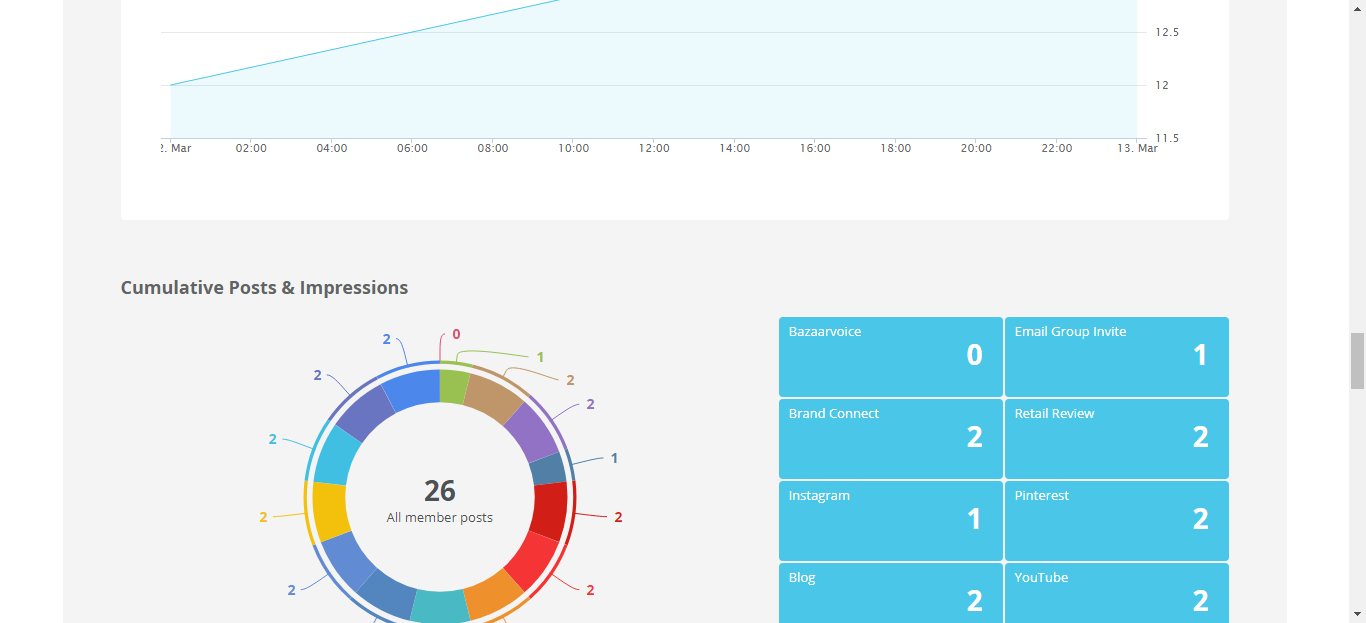 12.5
12
11.5
2. Mar 02:00 04:00 06:00 08:00 10:00 12:00 14:00 16:00 18:00 20:00 22:00 13. Mar
Cumulative Posts & Impressions
0
2
1
2
2
2
2
1
2
2
2
2
2
26
All member posts
Bazaarvoice
0
Email Group Invite
1
Brand Connect
2
Retail Review
2
Instagram
1
Pinterest
2
Blog
2
YouTube
2